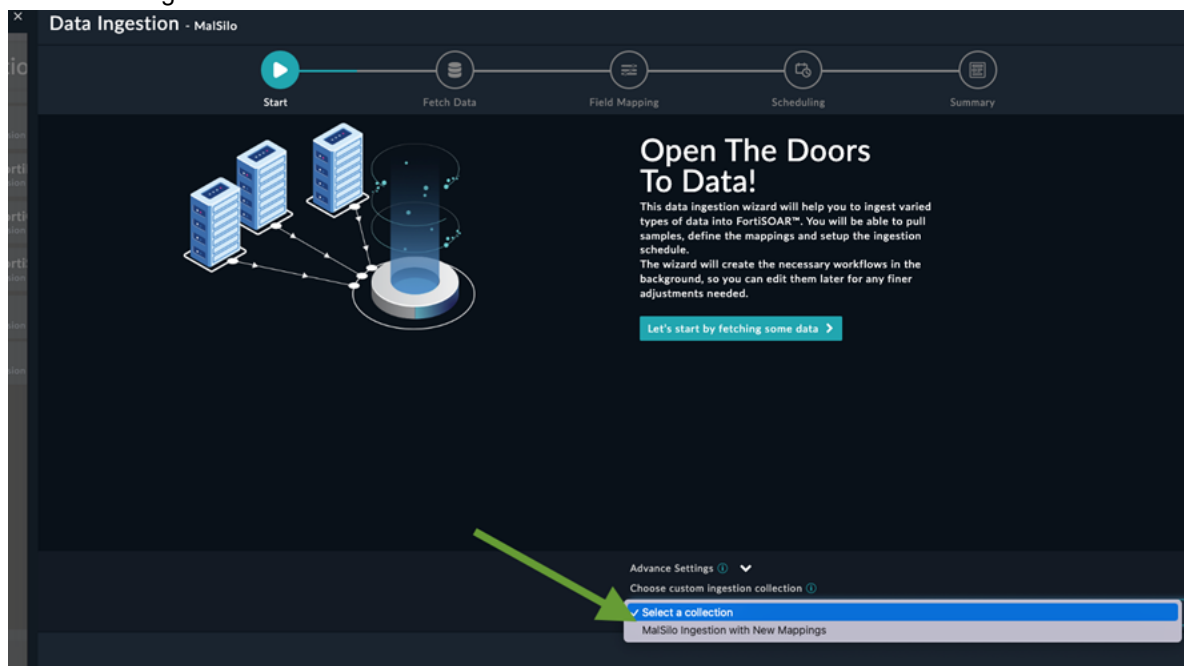 Data Ingestion - MalSilo
Start
Fetch Data
Field Mapping
Scheduling
Summary
Open The Doors
To Data!
This data ingestion wizard will help you to ingest varied
types of data into FortiSOAR™. You will be able to pull
samples, define the mappings and setup the ingestion
schedule.
The wizard will create the necessary workflows in the
background, so you can edit them later for any finer
adjustments needed.
Let's start by fetching some data
Advance Settings
Choose custom ingestion collection
Select a collection
MalSilo Ingestion with New Mappings